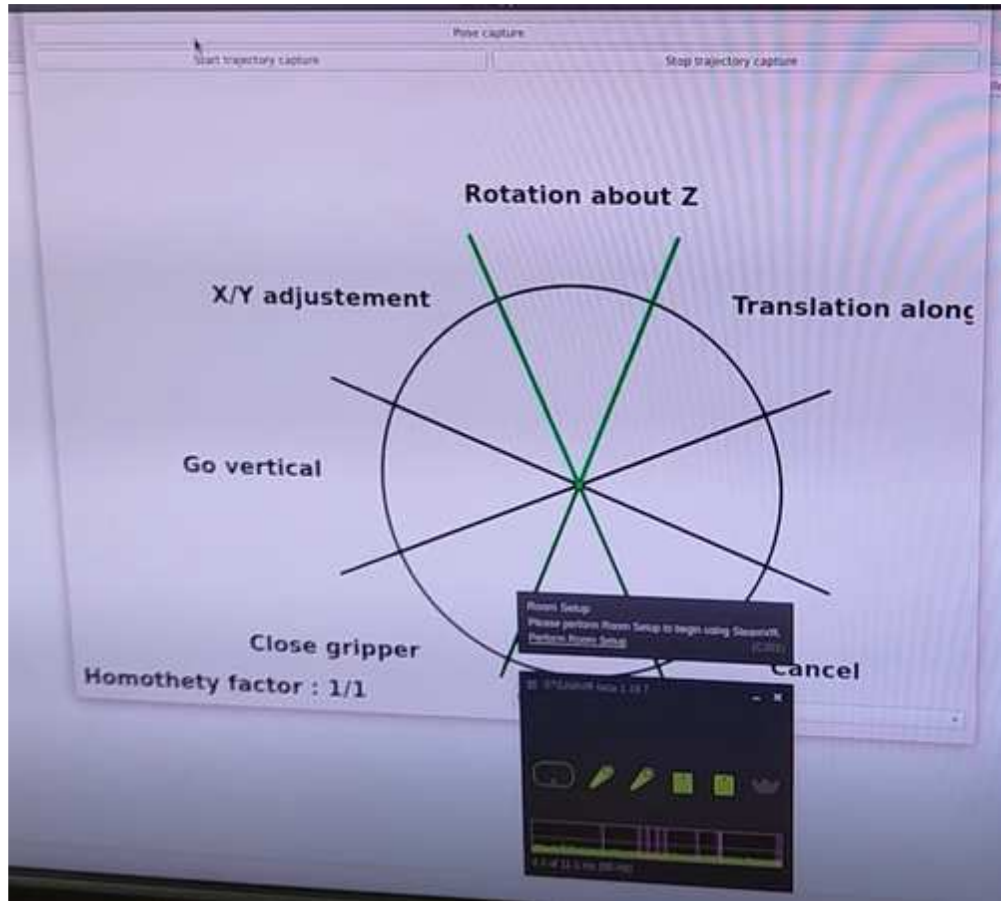 Pose capture
Start trajectory capture
Stop trajectory capture
Rotation about Z
X/Y adjustement
Translation along
Go vertical
Close gripper
Cancel
Homothety factor : 1/1
Room Setup
Please perform Room Setup to begin using SteamVR.
Perform Room Setup